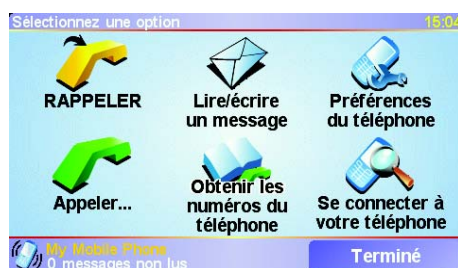 Sélectionnez une option 15:04
RAPPELER
Lire/écrire
un message
Préférences
du téléphone
Appeler...
Obtenir les
numéros du
téléphone
Se connecter à
votre téléphone
My Mobile Phone
0 messages non lus
Terminé